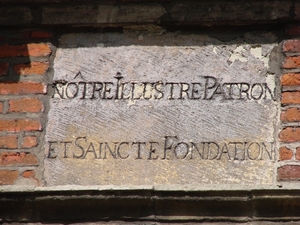 NÔTRE ILLUSTRE PATRON
ET SAINCTE FONDATION